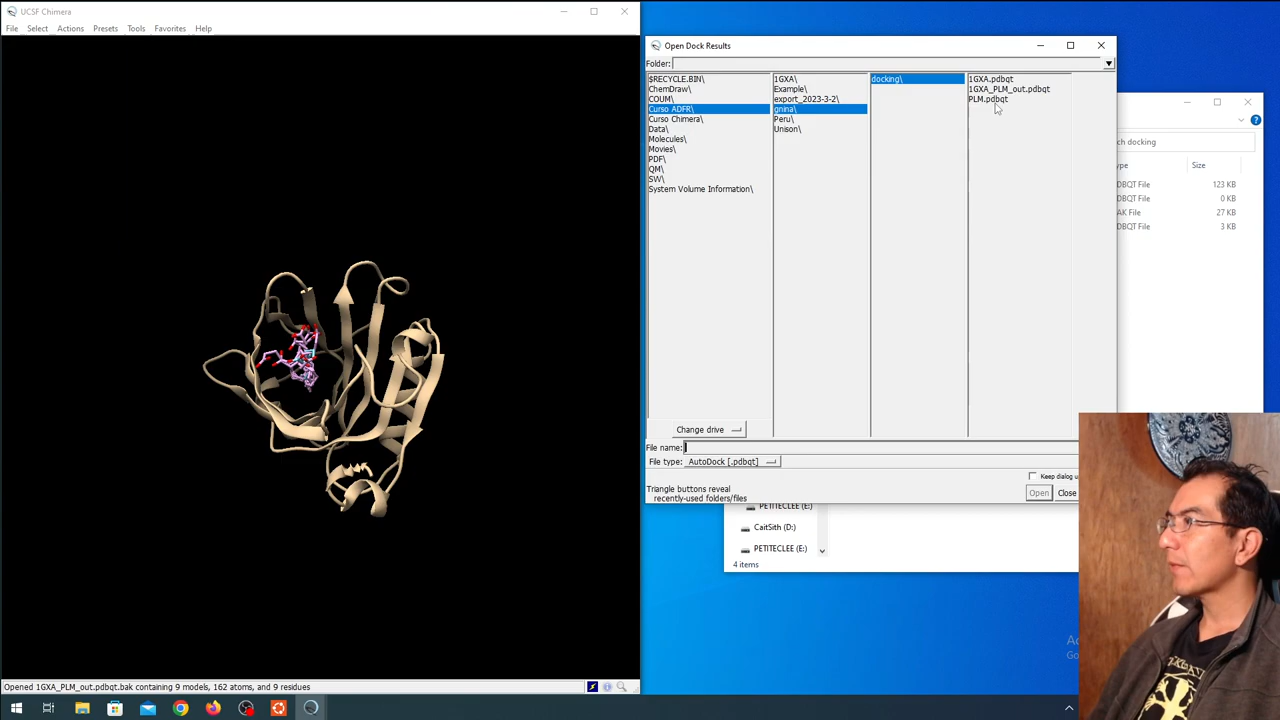 UCSF Chimera
File Select Actions Presets Tools Favorites Help
Opened 1GXA_PLM_out.pdbqt.bak containing 9 models, 162 atoms, and 9 residues
Open Dock Results
Folder:
$RECYCLE.BIN\
ChemDraw\
COUM\
Curso ADFR\
Curso Chimera\
Data\
Molecules\
Movies\
PDF\
QM\
SW\
System Volume Information\
1GXA\
Example\
export_2023-3-2\
gnina\
Peru\
Unison\
docking\
1GXA.pdbqt
1GXA_PLM_out.pdbqt
PLM.pdbqt
Change drive
File name:
File type: AutoDock [.pdbqt]
Keep dialog u
Triangle buttons reveal
recently-used folders/files
Open Close
ch docking
ype Size
DBQT File 123 KB
DBQT File 0 KB
AK File 27 KB
DBQT File 3 KB
PETITECLEE (E:)
CaitSith (D:)
PETITECLEE (E:)
4 items